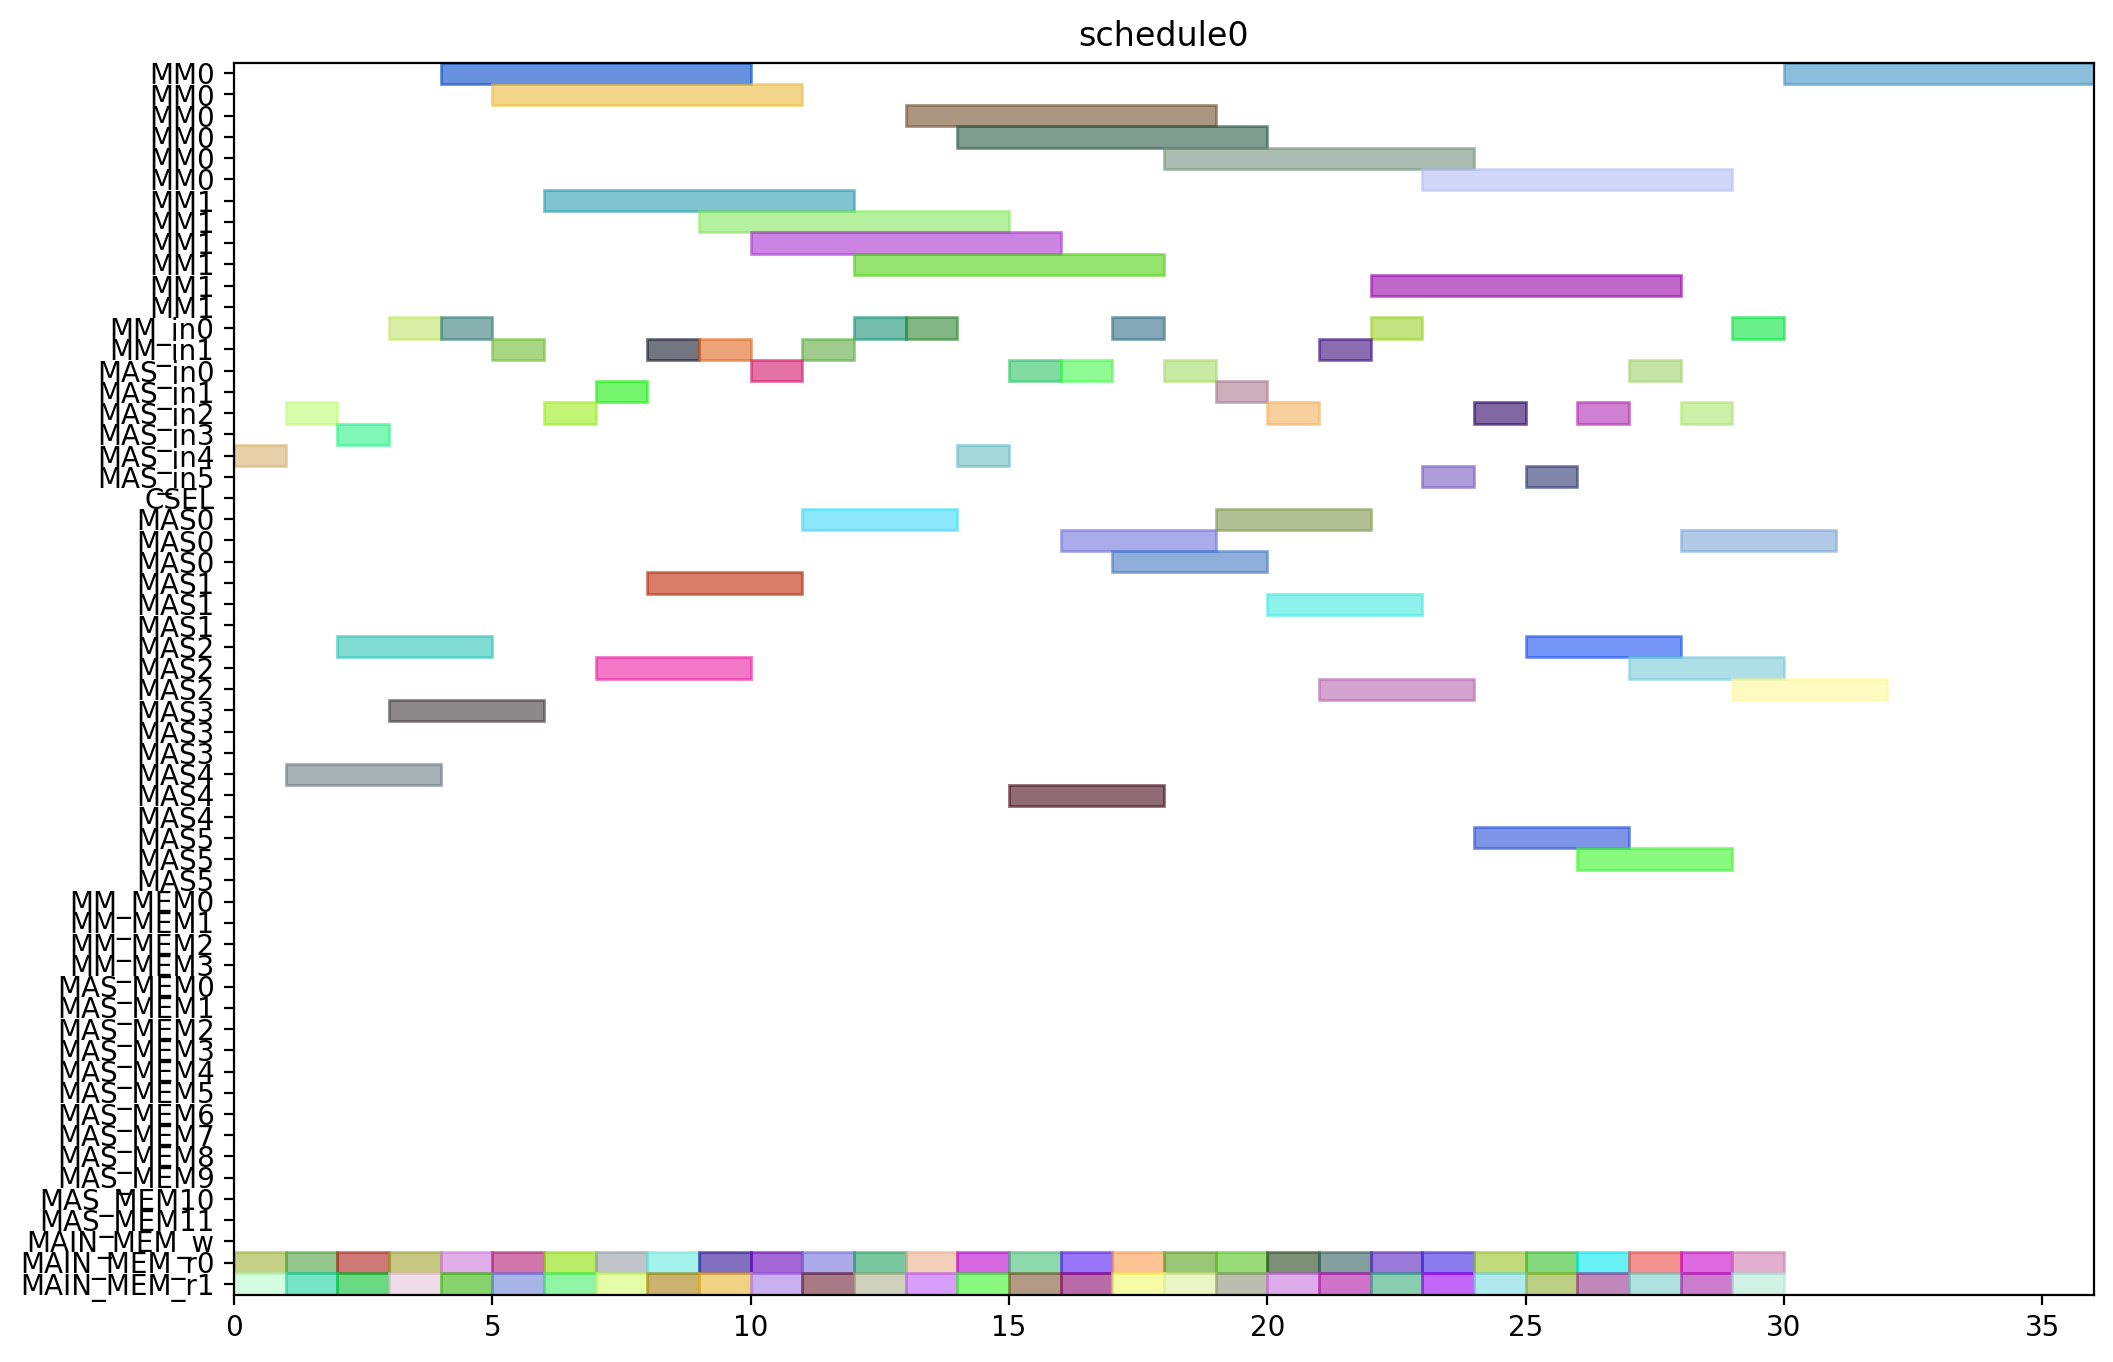 schedule0
MM0
MM0
MM0
MM0
MM0
MM0
MM1
MM1
MM1
MM1
MM1
MM1
MM_in0
MM_in1
MAS_in0
MAS_in1
MAS_in2
MAS_in3
MAS_in4
MAS_in5
CSEL
MAS0
MAS0
MAS0
MAS1
MAS1
MAS1
MAS2
MAS2
MAS2
MAS3
MAS3
MAS3
MAS4
MAS4
MAS4
MAS5
MAS5
MAS5
MM_MEM0
MM_MEM1
MM_MEM2
MM_MEM3
MAS_MEM0
MAS_MEM1
MAS_MEM2
MAS_MEM3
MAS_MEM4
MAS_MEM5
MAS_MEM6
MAS_MEM7
MAS_MEM8
MAS_MEM9
MAS_MEM10
MAS_MEM11
MAIN_MEM_w
MAIN_MEM_r0
MAIN_MEM_r1
0 5 10 15 20 25 30 35